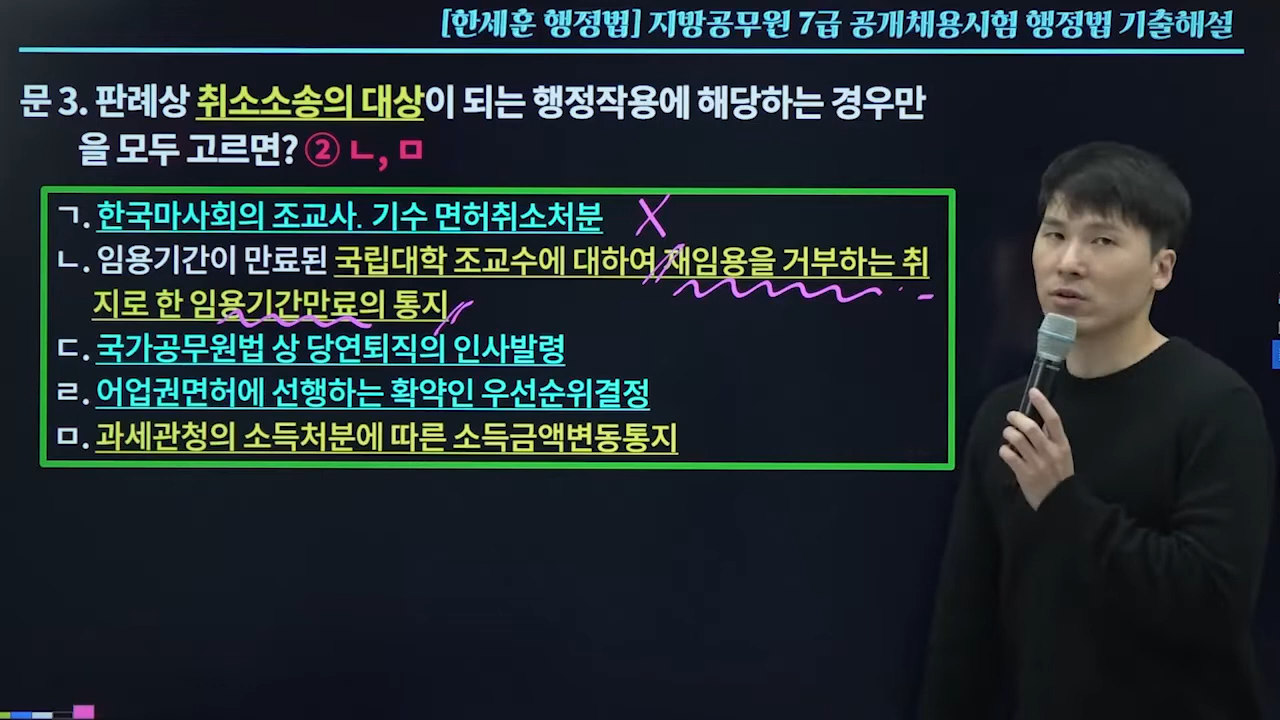 [한세훈 행정법] 지방공무원 7급 공개채용시험 행정법 기출해설
문 3. 판례상 취소소송의 대상이 되는 행정작용에 해당하는 경우만
을 모두 고르면? ② ㄴ, ㅁ
ㄱ. 한국마사회의 조교사. 기수 면허취소처분 X
ㄴ. 임용기간이 만료된 국립대학 조교수에 대하여 재임용을 거부하는 취
지로 한 임용기간만료의 통지
ㄷ. 국가공무원법 상 당연퇴직의 인사발령
ㄹ. 어업권면허에 선행하는 확약인 우선순위결정
ㅁ. 과세관청의 소득처분에 따른 소득금액변동통지